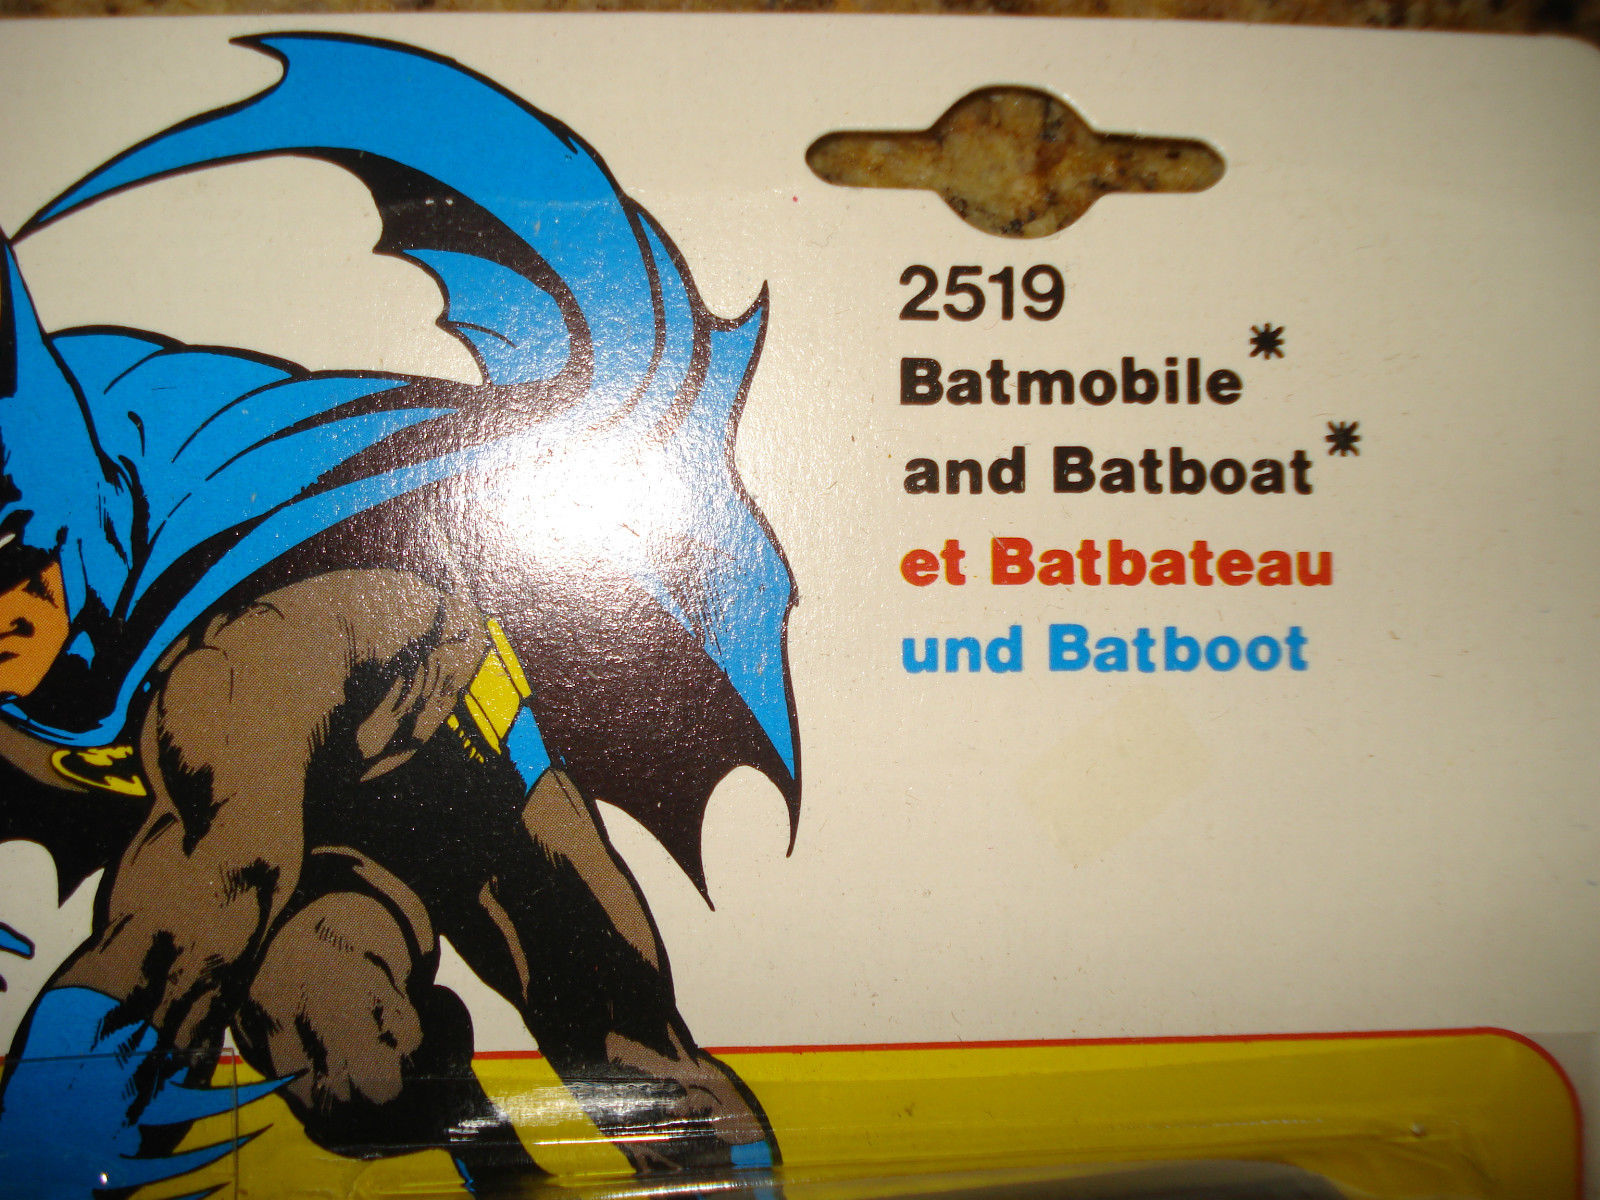 2519
Batmobile*
and Batboat*
et Batbateau
und Batboot